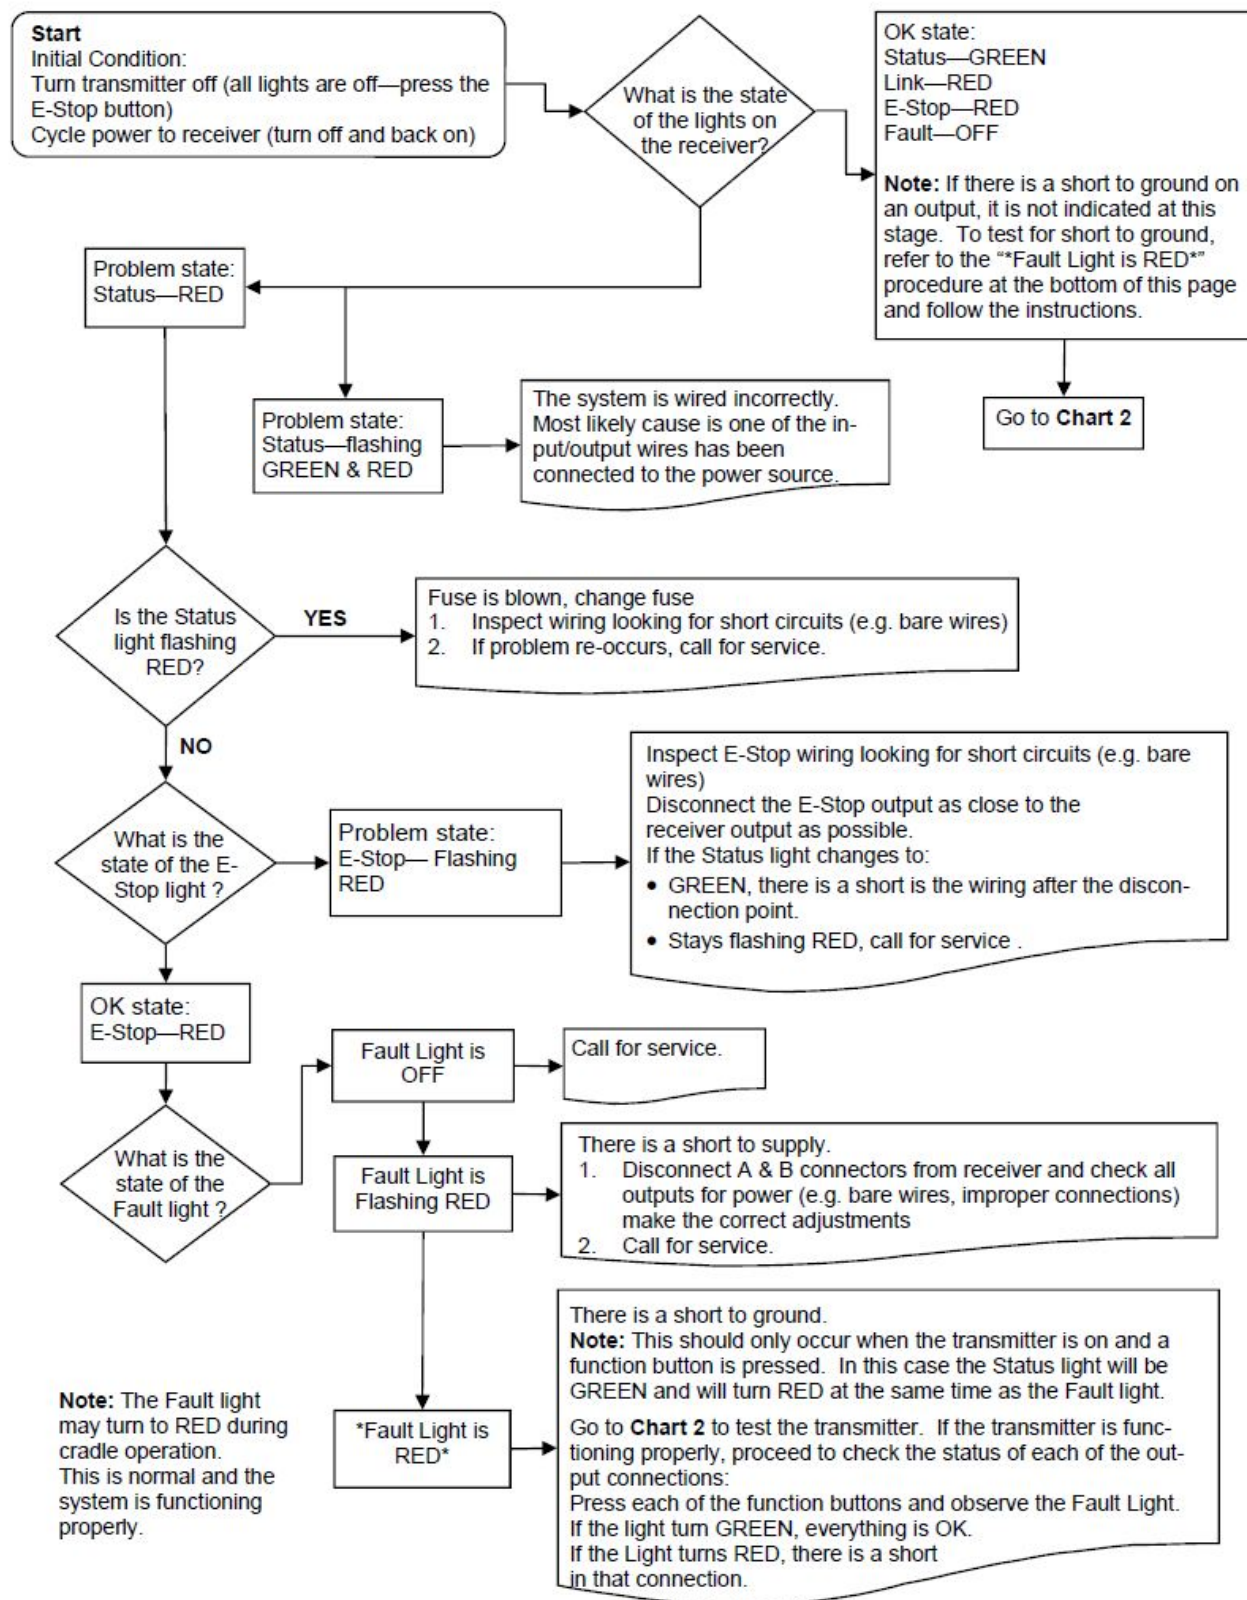 Start
Initial Condition:
Turn transmitter off (all lights are off—press the
E-Stop button)
Cycle power to receiver (turn off and back on)
What is the state
of the lights on
the receiver?
OK state:
Status—GREEN
Link—RED
E-Stop—RED
Fault—OFF
Note: If there is a short to ground on
an output, it is not indicated at this
stage. To test for short to ground,
refer to the “*Fault Light is RED*”
procedure at the bottom of this page
and follow the instructions.
Go to Chart 2
Problem state:
Status—RED
Problem state:
Status—flashing
GREEN & RED
The system is wired incorrectly.
Most likely cause is one of the in-
put/output wires has been
connected to the power source.
Is the Status
light flashing
RED?
YES
Fuse is blown, change fuse
1. Inspect wiring looking for short circuits (e.g. bare wires)
2. If problem re-occurs, call for service.
NO
What is the
state of the E-
Stop light ?
Problem state:
E-Stop— Flashing
RED
Inspect E-Stop wiring looking for short circuits (e.g. bare
wires)
Disconnect the E-Stop output as close to the
receiver output as possible.
If the Status light changes to:
• GREEN, there is a short is the wiring after the discon-
nection point.
• Stays flashing RED, call for service .
OK state:
E-Stop—RED
What is the
state of the
Fault light ?
Fault Light is
OFF
Call for service.
Fault Light is
Flashing RED
There is a short to supply.
1. Disconnect A & B connectors from receiver and check all
outputs for power (e.g. bare wires, improper connections)
make the correct adjustments
2. Call for service.
*Fault Light is
RED*
There is a short to ground.
Note: This should only occur when the transmitter is on and a
function button is pressed. In this case the Status light will be
GREEN and will turn RED at the same time as the Fault light.
Go to Chart 2 to test the transmitter. If the transmitter is func-
tioning properly, proceed to check the status of each of the out-
put connections:
Press each of the function buttons and observe the Fault Light.
If the light turn GREEN, everything is OK.
If the Light turns RED, there is a short
in that connection.
Note: The Fault light
may turn to RED during
cradle operation.
This is normal and the
system is functioning
properly.